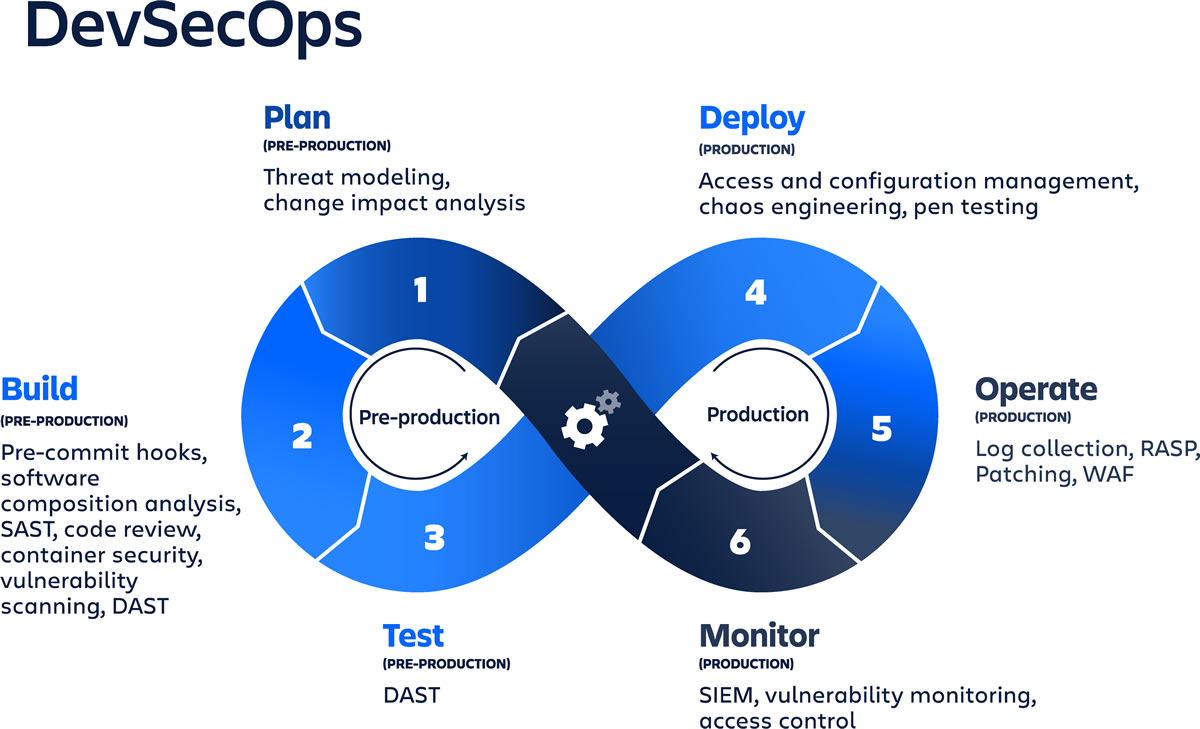 DevSecOps
Plan
(PRE-PRODUCTION)
Threat modeling,
change impact analysis
Deploy
(PRODUCTION)
Access and configuration management,
chaos engineering, pen testing
1
4
Build
(PRE-PRODUCTION)
Pre-commit hooks,
software
composition analysis,
SAST, code review,
container security,
vulnerability
scanning, DAST
2
Pre-production
Production
5
Operate
(PRODUCTION)
Log collection, RASP,
Patching, WAF
3
6
Test
(PRE-PRODUCTION)
DAST
Monitor
(PRODUCTION)
SIEM, vulnerability monitoring,
access control